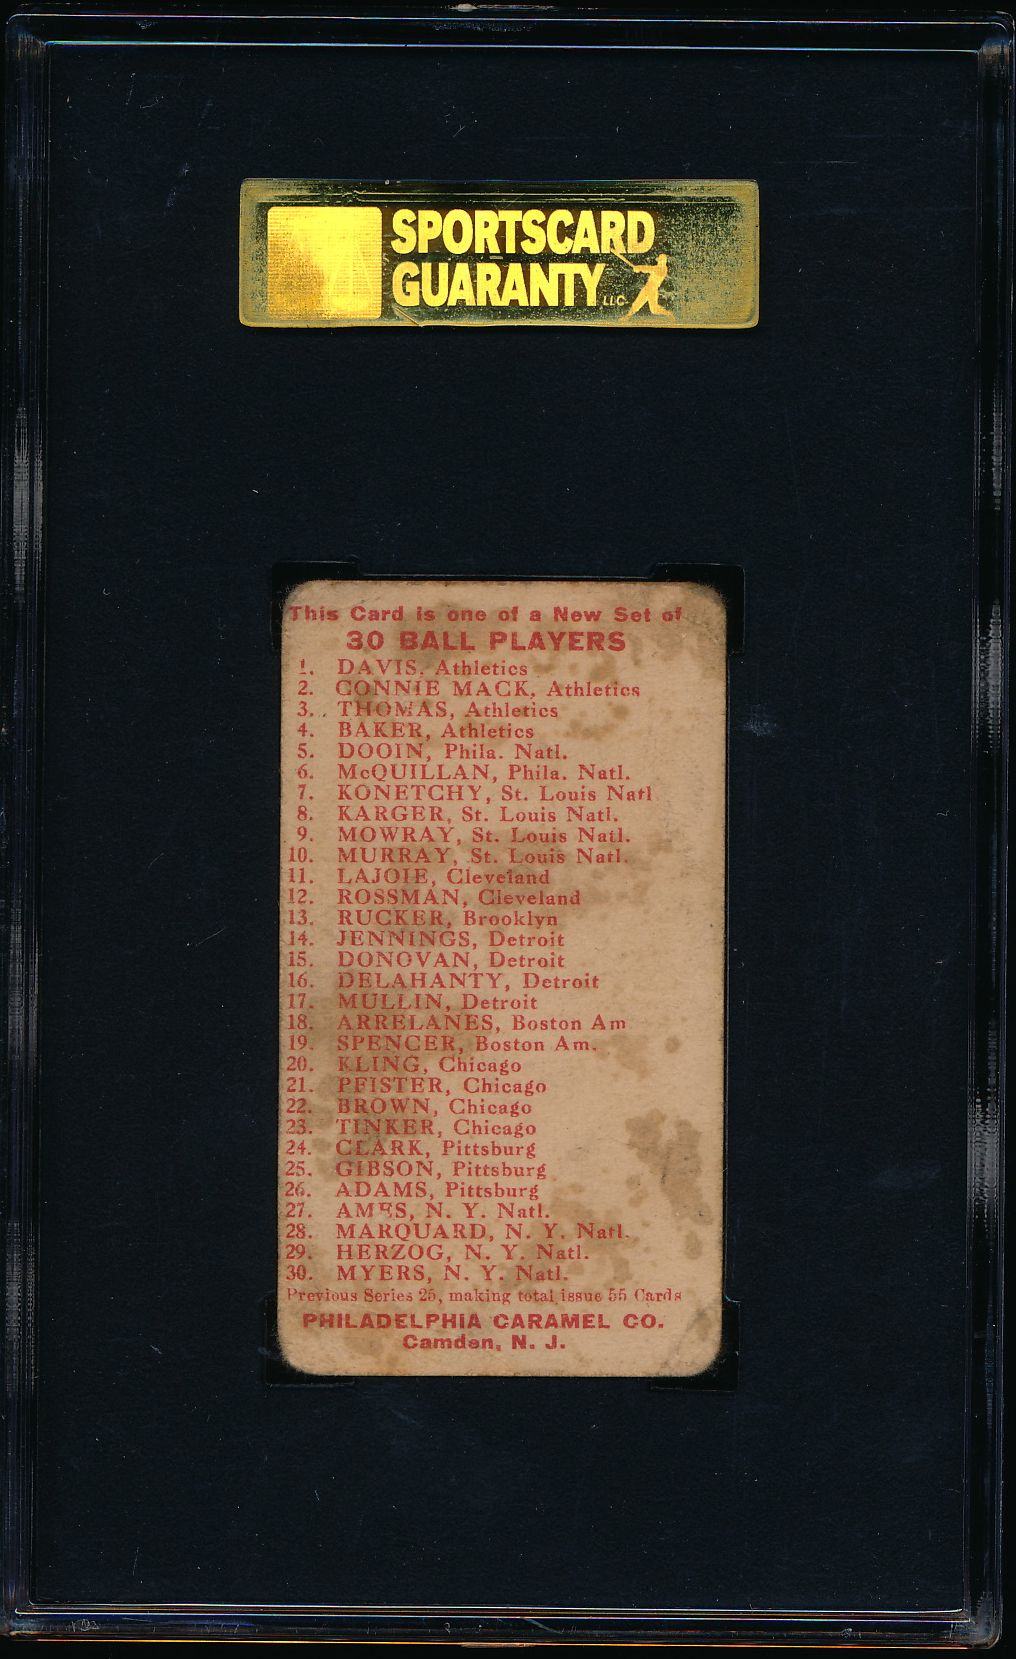 SPORTSCARD
GUARANTY LLC
This Card is one of a New Set of
30 BALL PLAYERS
1. DAVIS, Athletics
2. CONNIE MACK, Athletics
3. THOMAS, Athletics
4. BAKER, Athletics
5. DOOIN, Phila. Natl.
6. McQUILLAN, Phila. Natl.
7. KONETCHY, St. Louis Natl
8. KARGER, St. Louis Natl.
9. MOWRAY, St. Louis Natl.
10. MURRAY, St. Louis Natl.
11. LAJOIE, Cleveland
12. ROSSMAN, Cleveland
13. RUCKER, Brooklyn
14. JENNINGS, Detroit
15. DONOVAN, Detroit
16. DELAHANTY, Detroit
17. MULLIN, Detroit
18. ARRELANES, Boston Am
19. SPENCER, Boston Am.
20. KLING, Chicago
21. PFISTER, Chicago
22. BROWN, Chicago
23. TINKER, Chicago
24. CLARK, Pittsburg
25. GIBSON, Pittsburg
26. ADAMS, Pittsburg
27. AMES, N. Y. Natl.
28. MARQUARD, N. Y. Natl.
29. HERZOG, N. Y. Natl.
30. MYERS, N. Y. Natl.
Previous Series 25, making total issue 55 Cards
PHILADELPHIA CARAMEL CO.
Camden, N. J.